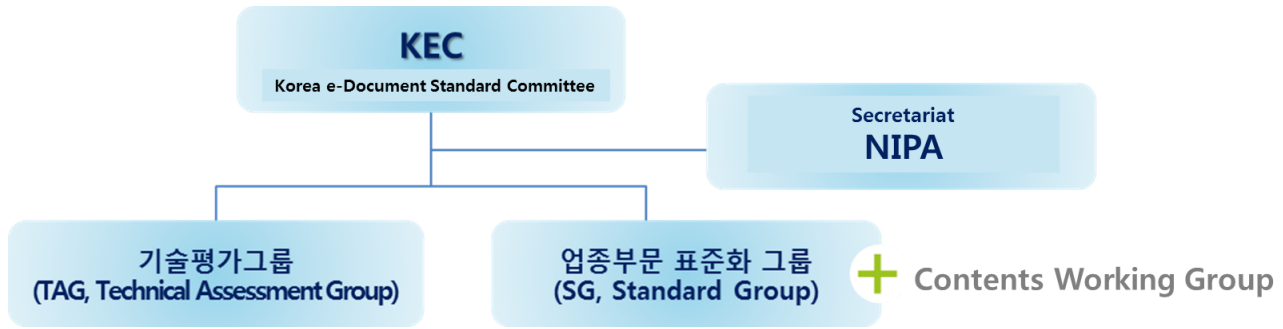 KEC
Korea e-Document Standard Committee
Secretariat
NIPA
기술평가그룹
(TAG, Technical Assessment Group)
업종부문 표준화 그룹
(SG, Standard Group)
+ Contents Working Group